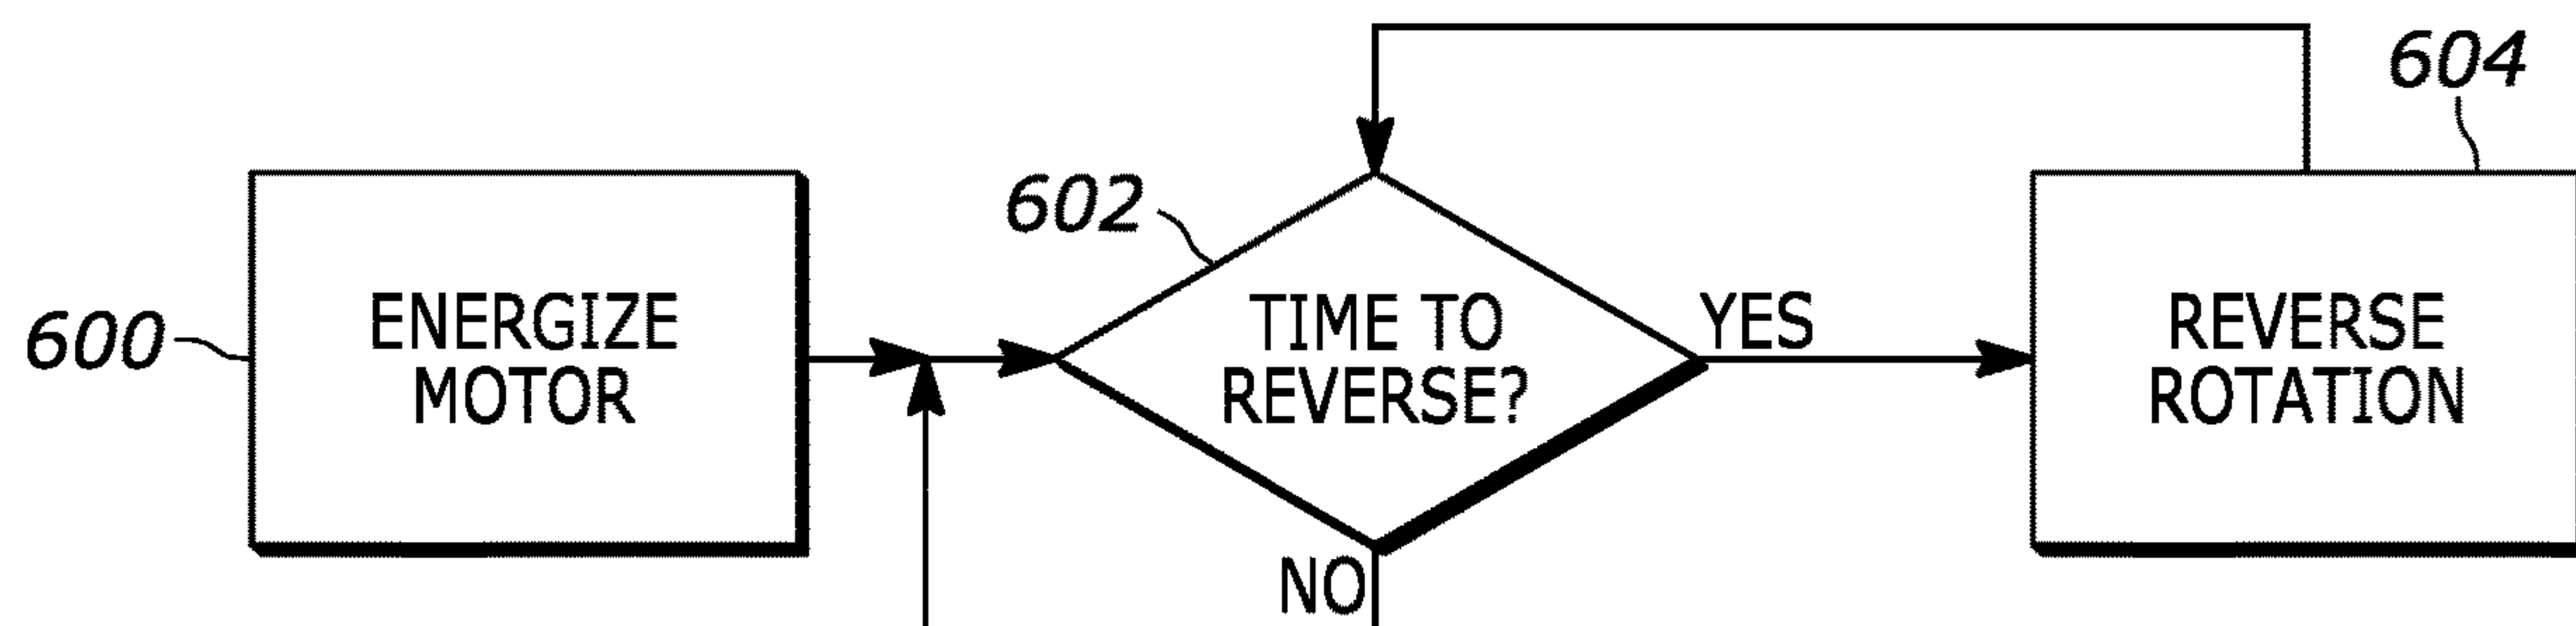 604
602
600
ENERGIZE
MOTOR
TIME TO
REVERSE?
YES
REVERSE
ROTATION
NO